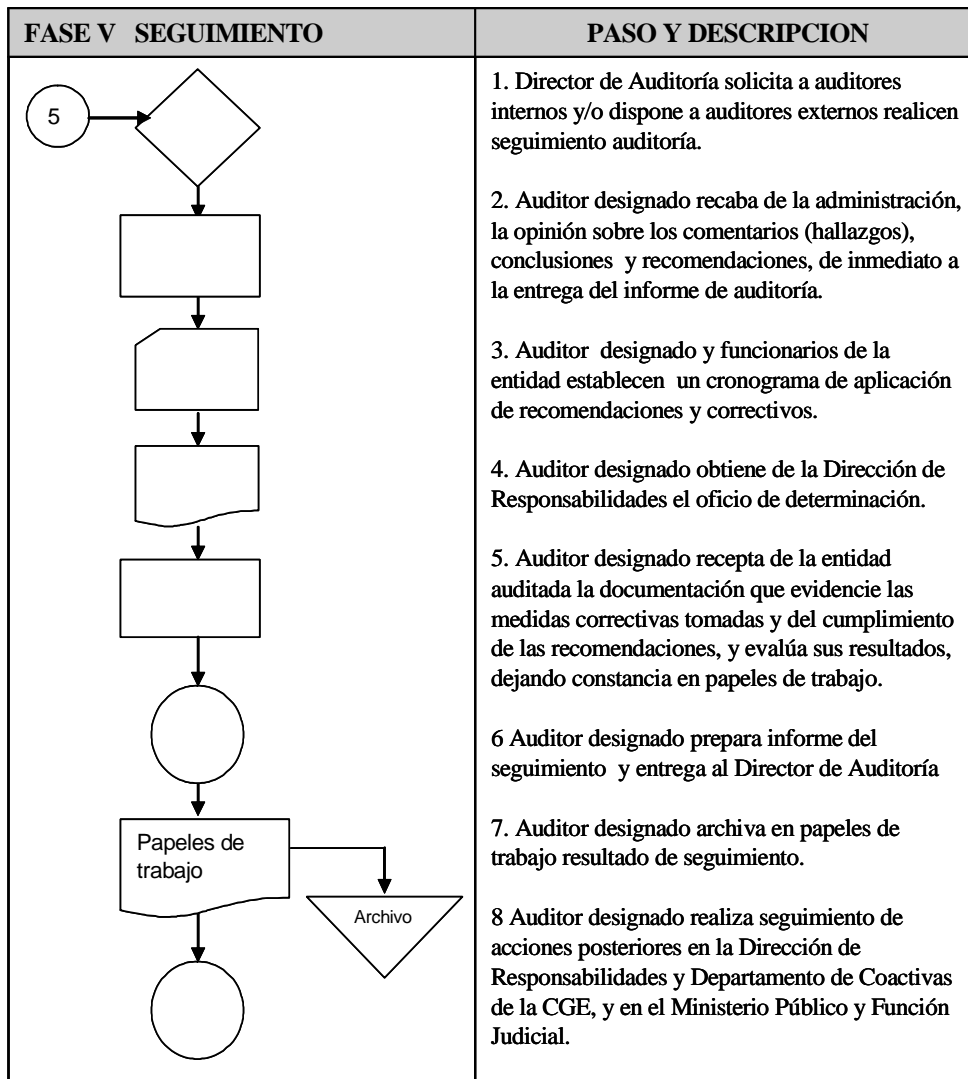 FASE V SEGUIMIENTO
PASO Y DESCRIPCION
5
Papeles de
trabajo
Archivo
1. Director de Auditoría solicita a auditores
internos y/o dispone a auditores externos realicen
seguimiento auditoría.
2. Auditor designado recaba de la administración,
la opinión sobre los comentarios (hallazgos),
conclusiones y recomendaciones, de inmediato a
la entrega del informe de auditoría.
3. Auditor designado y funcionarios de la
entidad establecen un cronograma de aplicación
de recomendaciones y correctivos.
4. Auditor designado obtiene de la Dirección de
Responsabilidades el oficio de determinación.
5. Auditor designado recepta de la entidad
auditada la documentación que evidencie las
medidas correctivas tomadas y del cumplimiento
de las recomendaciones, y evalúa sus resultados,
dejando constancia en papeles de trabajo.
6 Auditor designado prepara informe del
seguimiento y entrega al Director de Auditoría
7. Auditor designado archiva en papeles de
trabajo resultado de seguimiento.
8 Auditor designado realiza seguimiento de
acciones posteriores en la Dirección de
Responsabilidades y Departamento de Coactivas
de la CGE, y en el Ministerio Público y Función
Judicial.